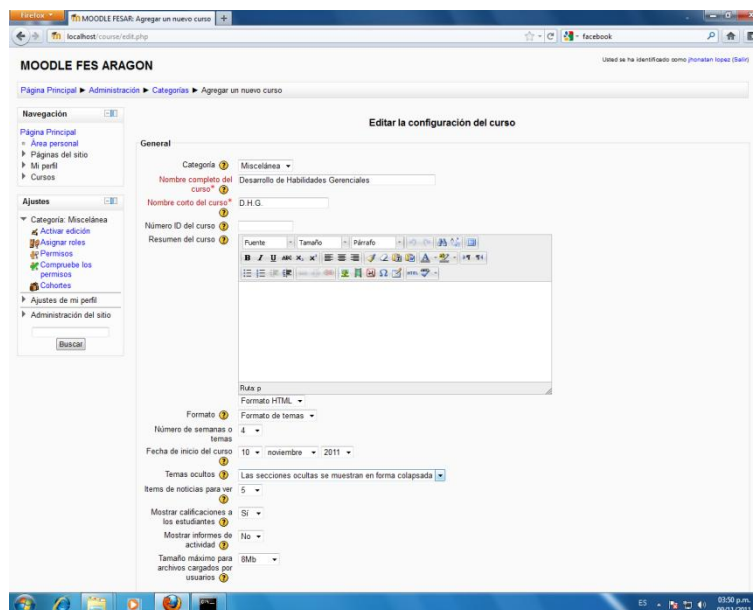 Firefox
MOODLE FESAR: Agregar un nuevo curso
localhost/course/edit.php
facebook
MOODLE FES ARAGON
Usted se ha identificado como jhonatan lopez (Salir)
Página Principal ► Administración ► Categorías ► Agregar un nuevo curso
Navegación
Página Principal
Área personal
Páginas del sitio
Mi perfil
Cursos
Ajustes
Categoría: Miscelánea
Activar edición
Asignar roles
Permisos
Compruebe los
permisos
Cohortes
Ajustes de mi perfil
Administración del sitio
Buscar
Editar la configuración del curso
General
Categoría Miscelánea
Nombre completo del Desarrollo de Habilidades Gerenciales
curso*
Nombre corto del curso* D.H.G.
Número ID del curso
Resumen del curso
Fuente Tamaño Párrafo
B I U ABC x₂ x²
HTML
Ruta: p
Formato HTML
Formato Formato de temas
Número de semanas o 4
temas
Fecha de inicio del curso 10 noviembre 2011
Temas ocultos Las secciones ocultas se muestran en forma colapsada
Items de noticias para ver 5
Mostrar calificaciones a Sí
los estudiantes
Mostrar informes de No
actividad
Tamaño máximo para 8Mb
archivos cargados por
usuarios
ES 03:50 p.m.